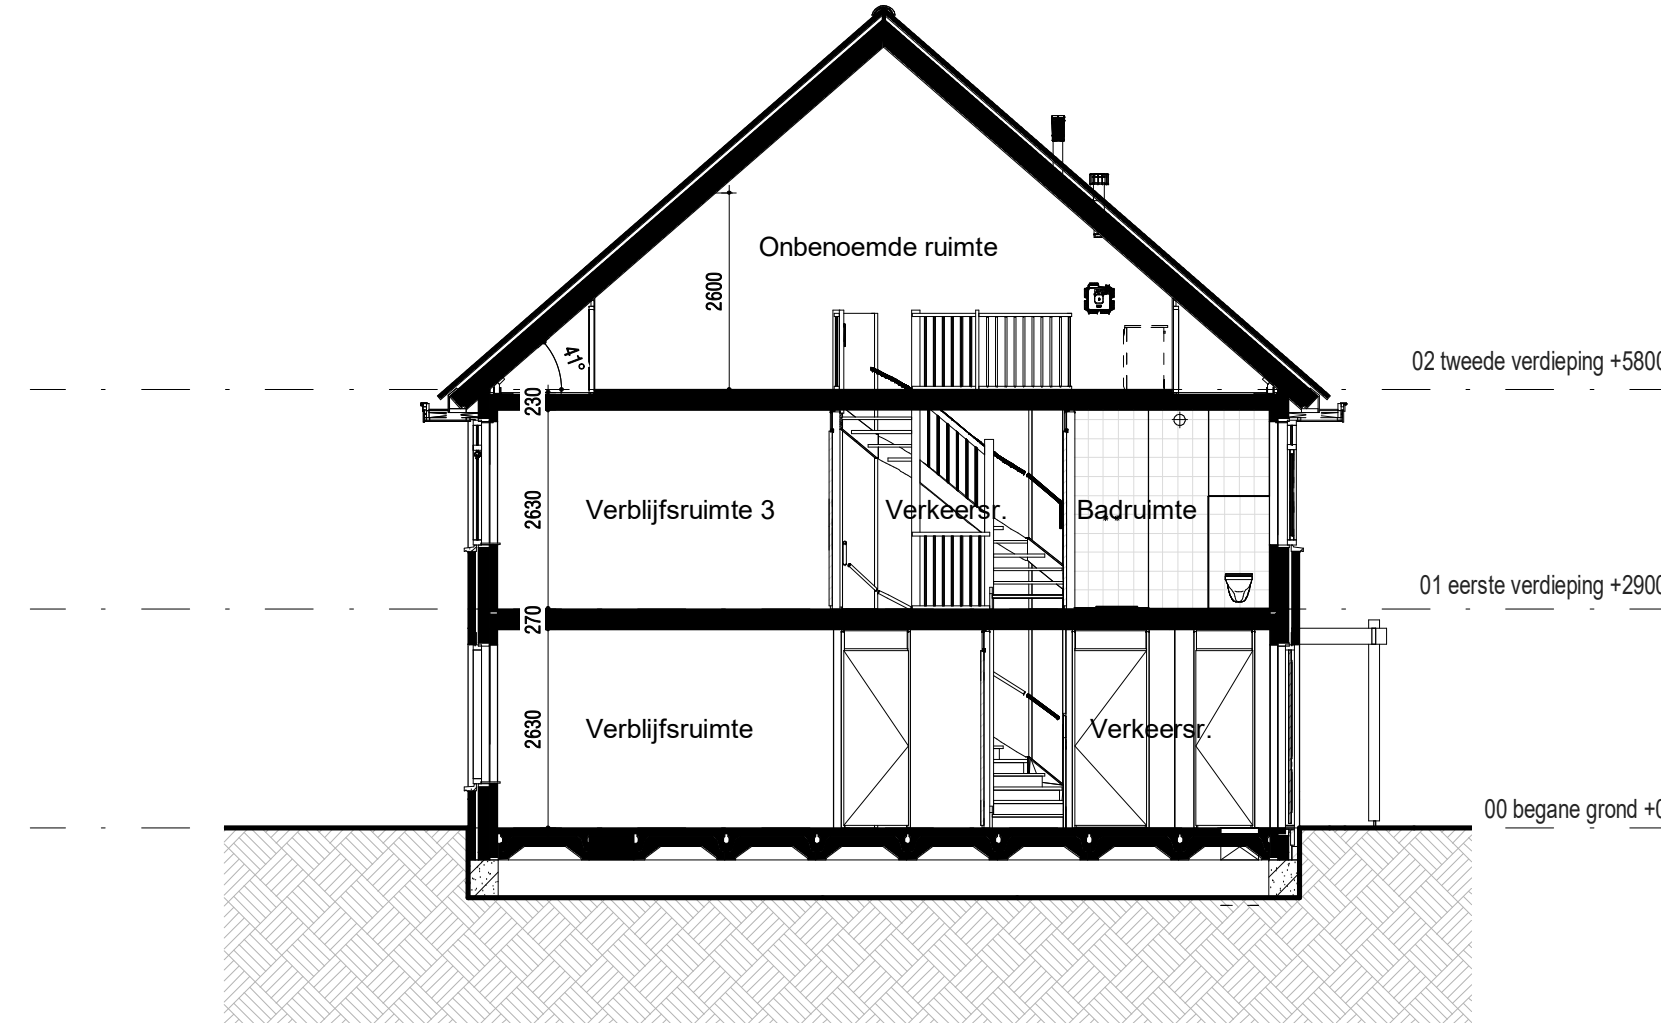 Onbenoemde ruimte
2600
41°
02 tweede verdieping +5800
230
2630
Verblijfsruimte 3
Verkeersr.
Badruimte
01 eerste verdieping +2900
270
2630
Verblijfsruimte
Verkeersr.
00 begane grond +0